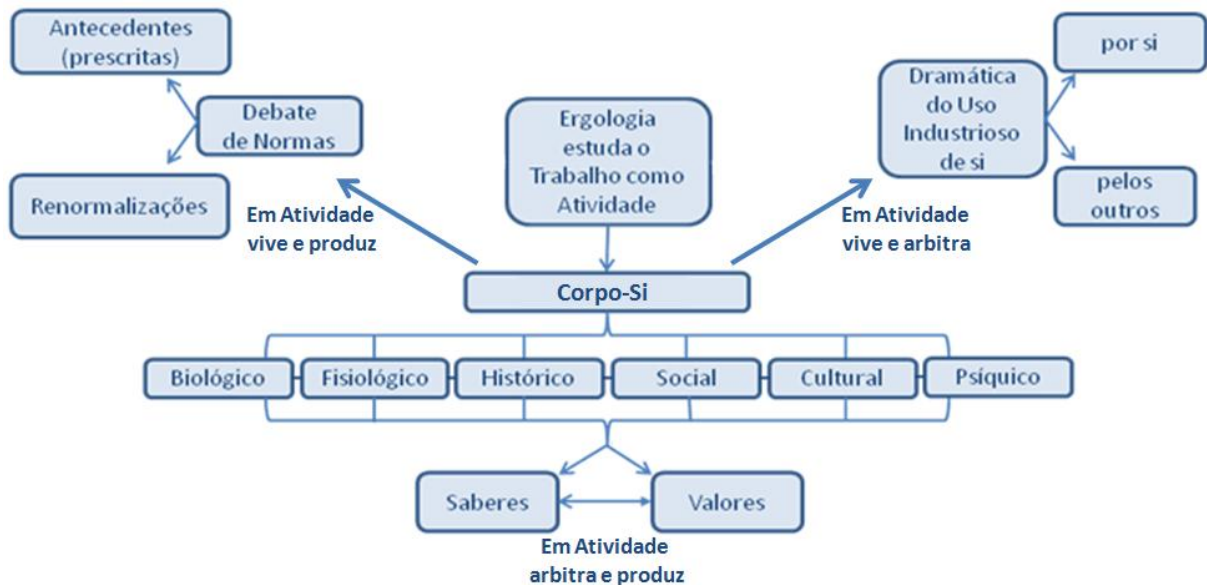 Antecedentes
(prescritas)
Debate
de Normas
Renormalizações
Em Atividade
vive e produz
Ergologia
estuda o
Trabalho como
Atividade
Dramática
do Uso
Industrioso
de si
por si
pelos
outros
Em Atividade
vive e arbitra
Corpo-Si
Biológico
Fisiológico
Histórico
Social
Cultural
Psíquico
Saberes
Valores
Em Atividade
arbitra e produz